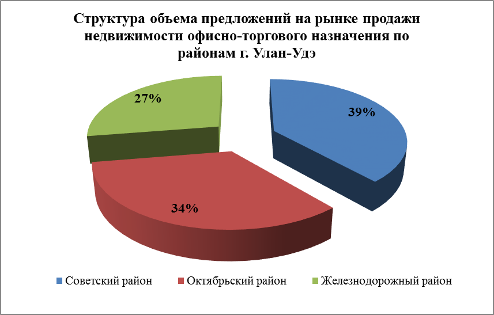 Структура объема предложений на рынке продажи
недвижимости офисно-торгового назначения по
районам г. Улан-Удэ
27%
39%
34%
Советский район
Октябрьский район
Железнодорожный район